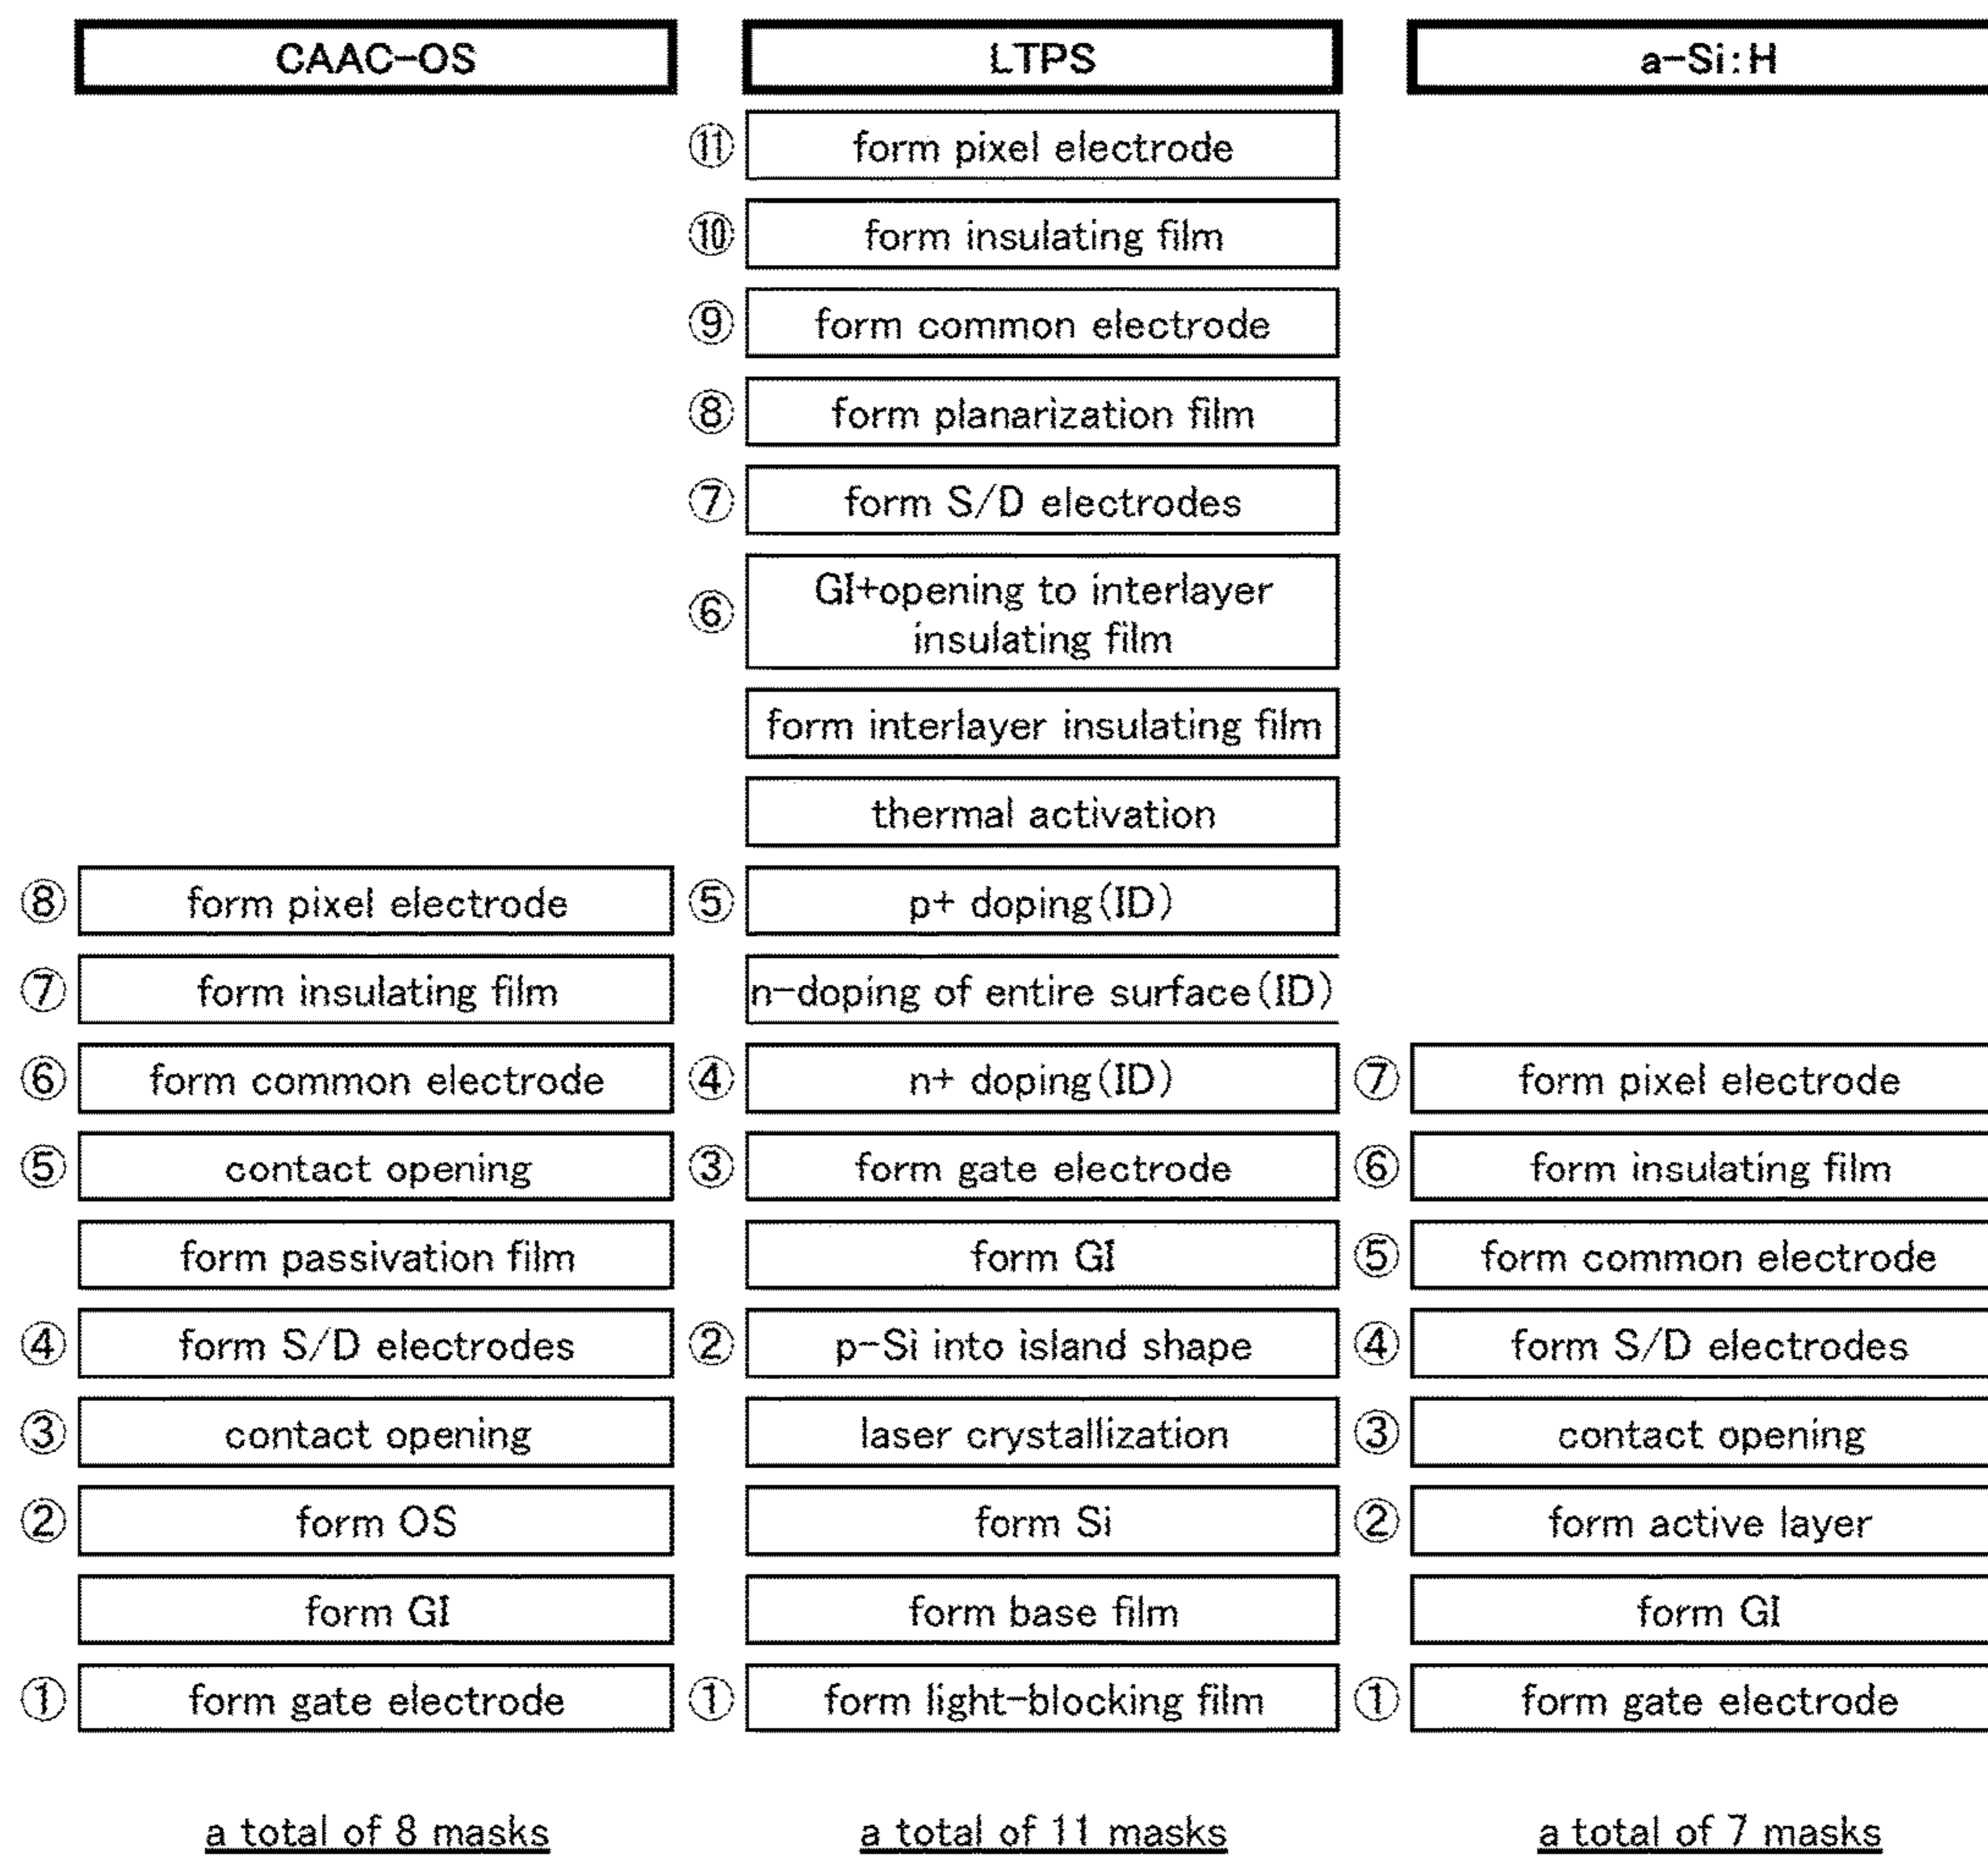 CAAC-OS
⑧ form pixel electrode
⑦ form insulating film
⑥ form common electrode
⑤ contact opening
form passivation film
④ form S/D electrodes
③ contact opening
② form OS
form GI
① form gate electrode
a total of 8 masks
LTPS
⑪ form pixel electrode
⑩ form insulating film
⑨ form common electrode
⑧ form planarization film
⑦ form S/D electrodes
⑥ GI+opening to interlayer
insulating film
form interlayer insulating film
thermal activation
⑤ p+ doping(ID)
n-doping of entire surface(ID)
④ n+ doping(ID)
③ form gate electrode
form GI
② p-Si into island shape
laser crystallization
form Si
form base film
① form light-blocking film
a total of 11 masks
a-Si:H
⑦ form pixel electrode
⑥ form insulating film
⑤ form common electrode
④ form S/D electrodes
③ contact opening
② form active layer
form GI
① form gate electrode
a total of 7 masks